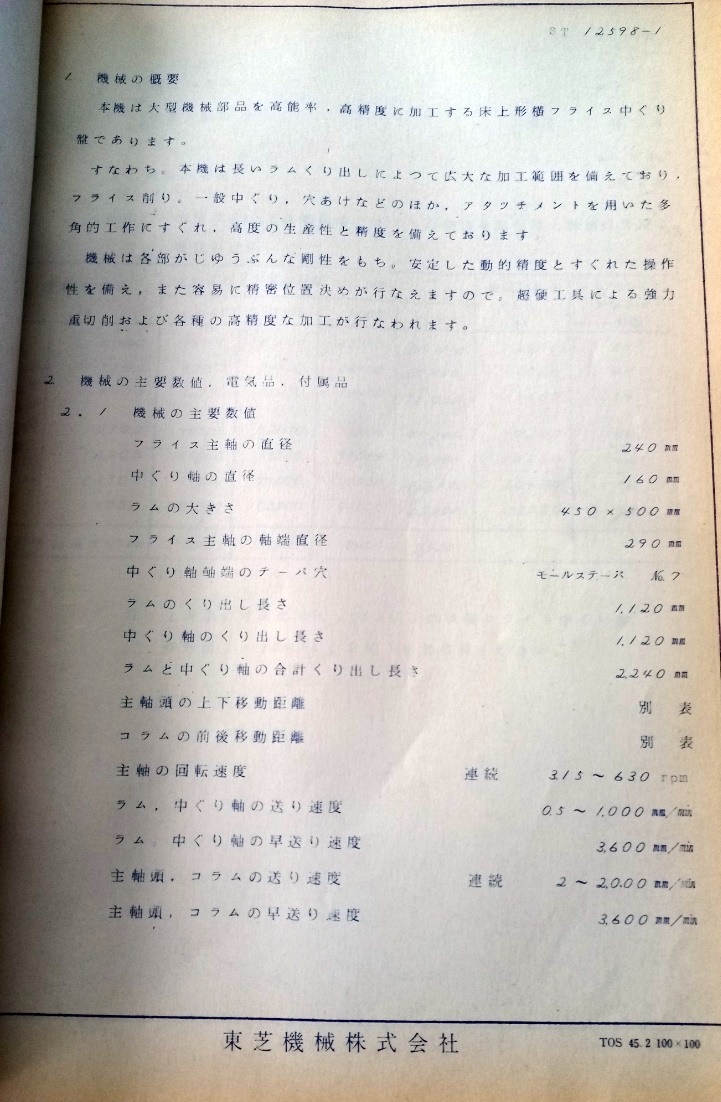 ST 12598-1
1. 機械の概要
本機は大型機械部品を高能率，高精度に加工する床上形横フライス中ぐり
盤であります。
すなわち，本機は長いラムくり出しによつて広大な加工範囲を備えており，
フライス削り，一般中ぐり，穴あけなどのほか，アタツチメントを用いた多
角的工作にすぐれ，高度の生産性と精度を備えております
機械は各部がじゆうぶんな剛性をもち，安定した動的精度とすぐれた操作
性を備え，また容易に精密位置決めが行なえますので，超硬工具による強力
重切削および各種の高精度な加工が行なわれます。
2 機械の主要数値，電気品，付属品
2.1 機械の主要数値
フライス主軸の直径 240 mm
中ぐり軸の直径 160 mm
ラムの大きさ 450 × 500 mm
フライス主軸の軸端直径 290 mm
中ぐり軸軸端のテーパ穴 モールステーパ No.7
ラムのくり出し長さ 1,120 mm
中ぐり軸のくり出し長さ 1,120 mm
ラムと中ぐり軸の合計くり出し長さ 2,240 mm
主軸頭の上下移動距離 別表
コラムの前後移動距離 別表
主軸の回転速度 連続 3.15 ～ 630 rpm
ラム，中ぐり軸の送り速度 0.5 ～ 1,000 mm/min
ラム，中ぐり軸の早送り速度 3,600 mm/min
主軸頭，コラムの送り速度 連続 2 ～ 2,000 mm/min
主軸頭，コラムの早送り速度 3,600 mm/min
東芝機械株式会社
TOS 45.2 100×100